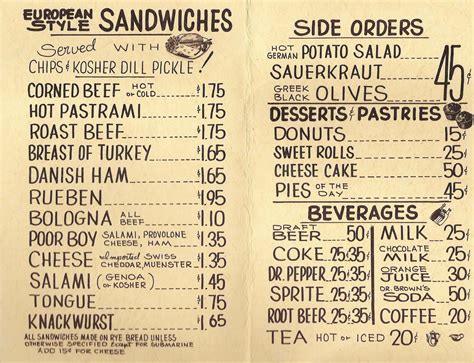 EUROPEAN STYLE SANDWICHES
Served WITH
CHIPS & KOSHER DILL PICKLE!
CORNED BEEF HOT OR COLD $1.75
HOT PASTRAMI $1.75
ROAST BEEF $1.75
BREAST OF TURKEY $1.65
DANISH HAM $1.65
RUEBEN $1.95
BOLOGNA ALL BEEF $1.10
POOR BOY SALAMI, PROVOLONE CHEESE, HAM $1.35
CHEESE Imported SWISS CHEDDAR, MUENSTER $1.35
SALAMI (GENOA OR KOSHER) $1.45
TONGUE $1.75
KNACKWURST $1.65
ALL SANDWICHES MADE ON RYE BREAD UNLESS
OTHERWISE SPECIFIED EXCEPT FOR SUBMARINE
ADD 15¢ FOR CHEESE
SIDE ORDERS
HOT GERMAN POTATO SALAD
SAUERKRAUT 45¢
GREEK BLACK OLIVES
DESSERTS & PASTRIES
DONUTS 15¢
SWEET ROLLS 25¢
CHEESE CAKE 50¢
PIES OF THE DAY 45¢
BEVERAGES
DRAFT BEER 50¢
COKE 25¢ 35¢
DR. PEPPER 25¢ 35¢
SPRITE 25¢ 35¢
ROOT BEER 25¢ 35¢
MILK 25¢
CHOCOLATE MILK 25¢
ORANGE JUICE 30¢
DR. BROWN'S SODA 50¢
COFFEE 20¢
TEA HOT OR ICED 20¢